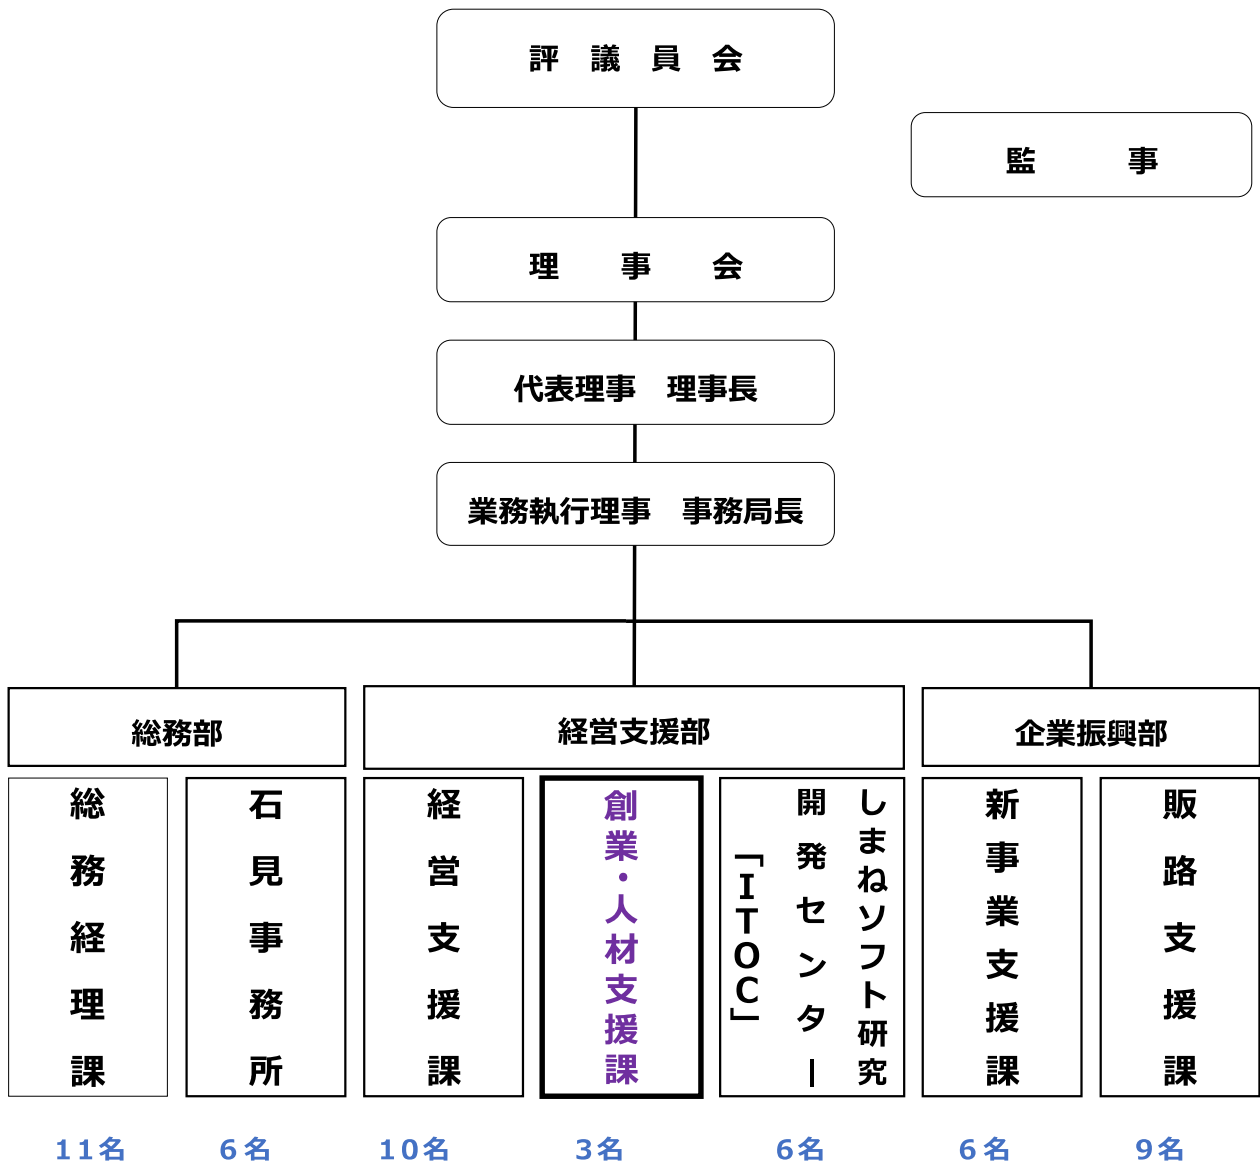 評　議　員　会
監　　　事
理　　事　　会
代表理事　理事長
業務執行理事　事務局長
総務部
経営支援部
企業振興部
総務経理課
石見事務所
経営支援課
創業・人材支援課
しまねソフト研究
開発センター
「ITOC」
新事業支援課
販路支援課
11名
6名
10名
3名
6名
6名
9名